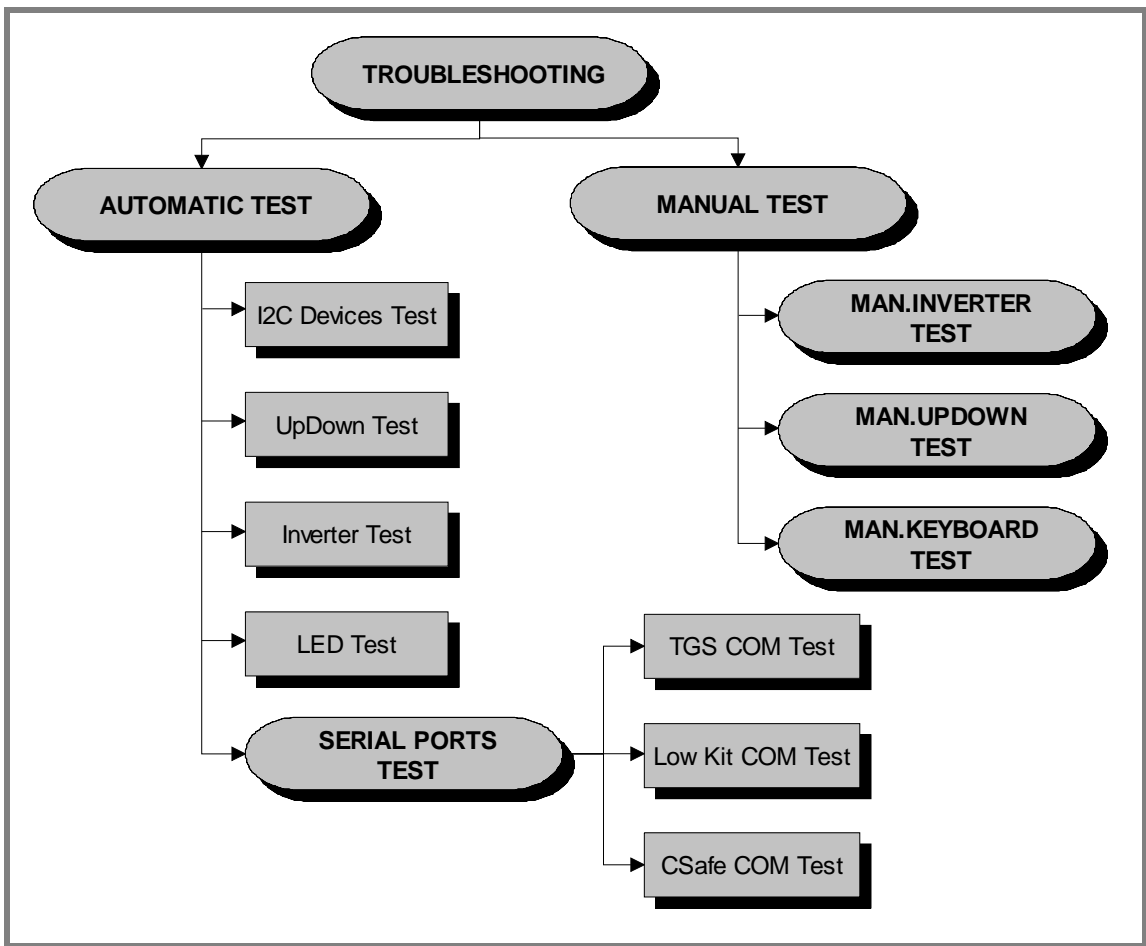 TROUBLESHOOTING
AUTOMATIC TEST
MANUAL TEST
I2C Devices Test
UpDown Test
Inverter Test
LED Test
SERIAL PORTS
TEST
MAN.INVERTER
TEST
MAN.UPDOWN
TEST
MAN.KEYBOARD
TEST
TGS COM Test
Low Kit COM Test
CSafe COM Test